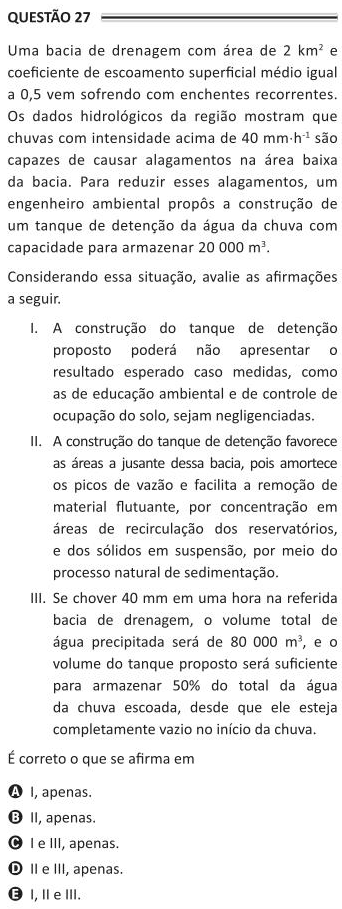 QUESTÃO 27
Uma bacia de drenagem com área de 2 km² e
coeficiente de escoamento superficial médio igual
a 0,5 vem sofrendo com enchentes recorrentes.
Os dados hidrológicos da região mostram que
chuvas com intensidade acima de 40 mm·h⁻¹ são
capazes de causar alagamentos na área baixa
da bacia. Para reduzir esses alagamentos, um
engenheiro ambiental propôs a construção de
um tanque de detenção da água da chuva com
capacidade para armazenar 20 000 m³.
Considerando essa situação, avalie as afirmações
a seguir.
I. A construção do tanque de detenção
proposto poderá não apresentar o
resultado esperado caso medidas, como
as de educação ambiental e de controle de
ocupação do solo, sejam negligenciadas.
II. A construção do tanque de detenção favorece
as áreas a jusante dessa bacia, pois amortece
os picos de vazão e facilita a remoção de
material flutuante, por concentração em
áreas de recirculação dos reservatórios,
e dos sólidos em suspensão, por meio do
processo natural de sedimentação.
III. Se chover 40 mm em uma hora na referida
bacia de drenagem, o volume total de
água precipitada será de 80 000 m³, e o
volume do tanque proposto será suficiente
para armazenar 50% do total da água
da chuva escoada, desde que ele esteja
completamente vazio no início da chuva.
É correto o que se afirma em
A I, apenas.
B II, apenas.
C I e III, apenas.
D II e III, apenas.
E I, II e III.